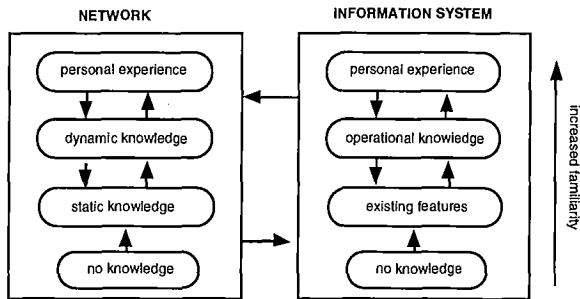 NETWORK
personal experience
dynamic knowledge
static knowledge
no knowledge
INFORMATION SYSTEM
personal experience
operational knowledge
existing features
no knowledge
increased familiarity